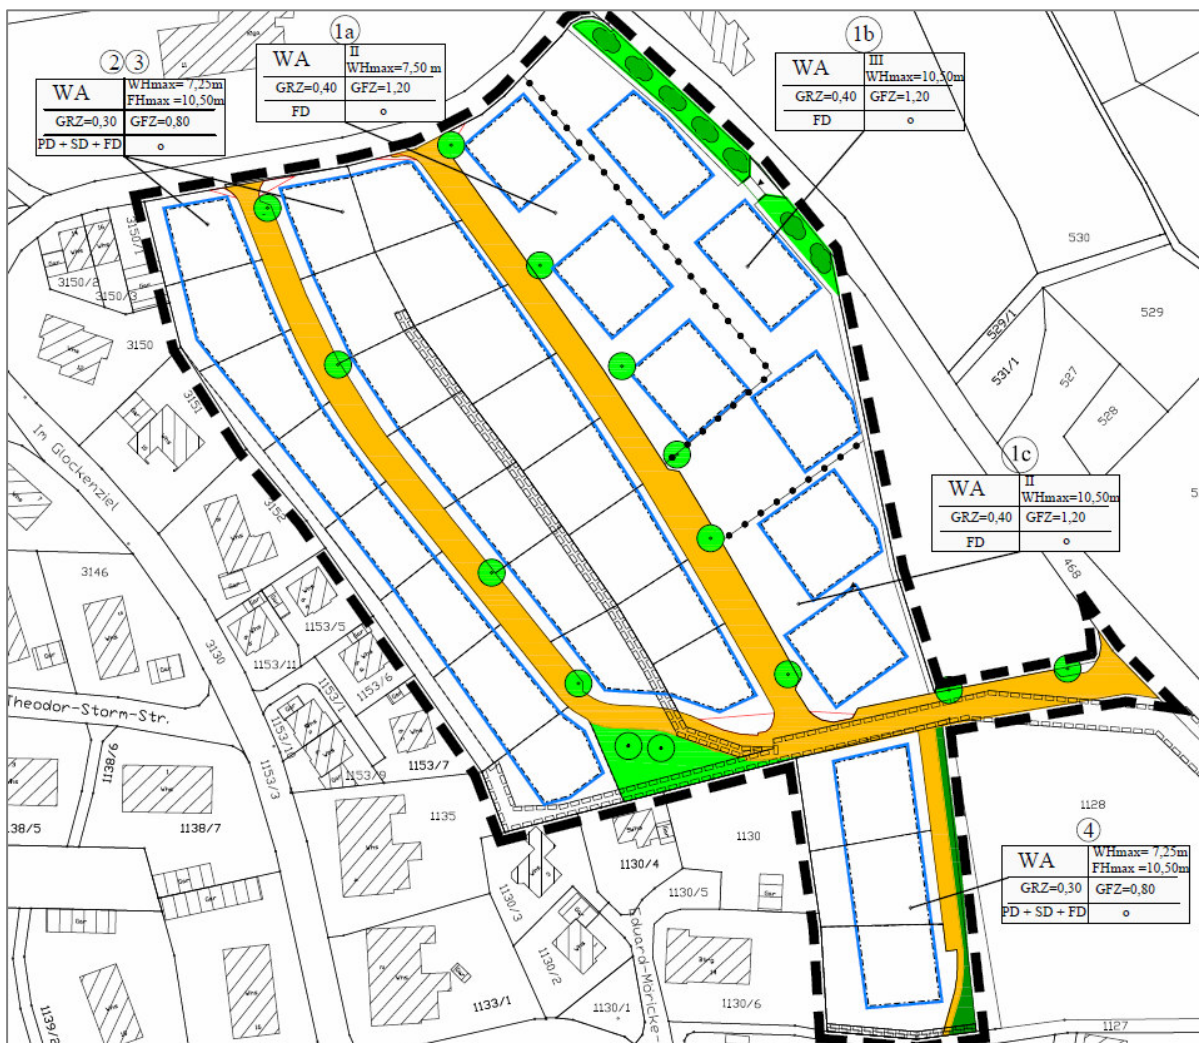 2 3
WA
WHmax= 7,25m
FHmax =10,50m
GRZ=0,30
GFZ=0,80
PD + SD + FD
o
1a
WA
II
WHmax=7,50 m
GRZ=0,40
GFZ=1,20
FD
o
1b
WA
III
WHmax=10,50m
GRZ=0,40
GFZ=1,20
FD
o
1c
WA
II
WHmax=10,50m
GRZ=0,40
GFZ=1,20
FD
o
4
WA
WHmax= 7,25m
FHmax =10,50m
GRZ=0,30
GFZ=0,80
PD + SD + FD
o
530
529
529/1
531/1
527
528
468
3150/2
3150/3
3150
3151
3152
Im Glockenziel
3146
3130
1153/5
1153/11
1153/1
1153/6
1153/9
1153/7
1153/3
Theodor-Storm-Str.
1138/6
1138/7
1135
1130
1130/4
1130/5
1130/3
1130/2
1130/1
1130/6
1133/1
Eduard-Möricke-
1128
1127
1139/2